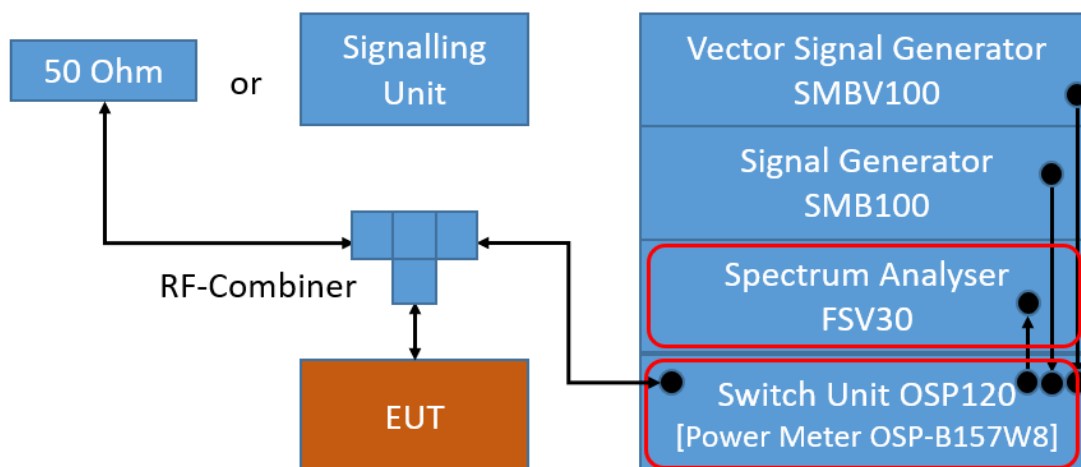 50 Ohm
or
Signalling
Unit
Vector Signal Generator
SMBV100
Signal Generator
SMB100
Spectrum Analyser
FSV30
RF-Combiner
EUT
Switch Unit OSP120
[Power Meter OSP-B157W8]